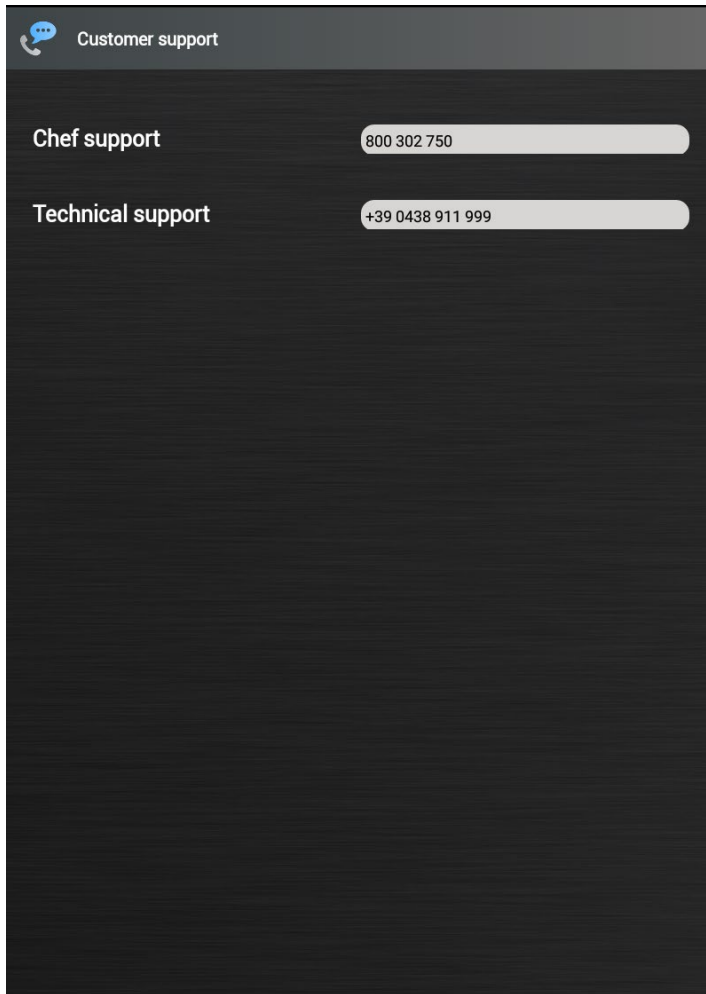 Customer support
Chef support
800 302 750
Technical support
+39 0438 911 999